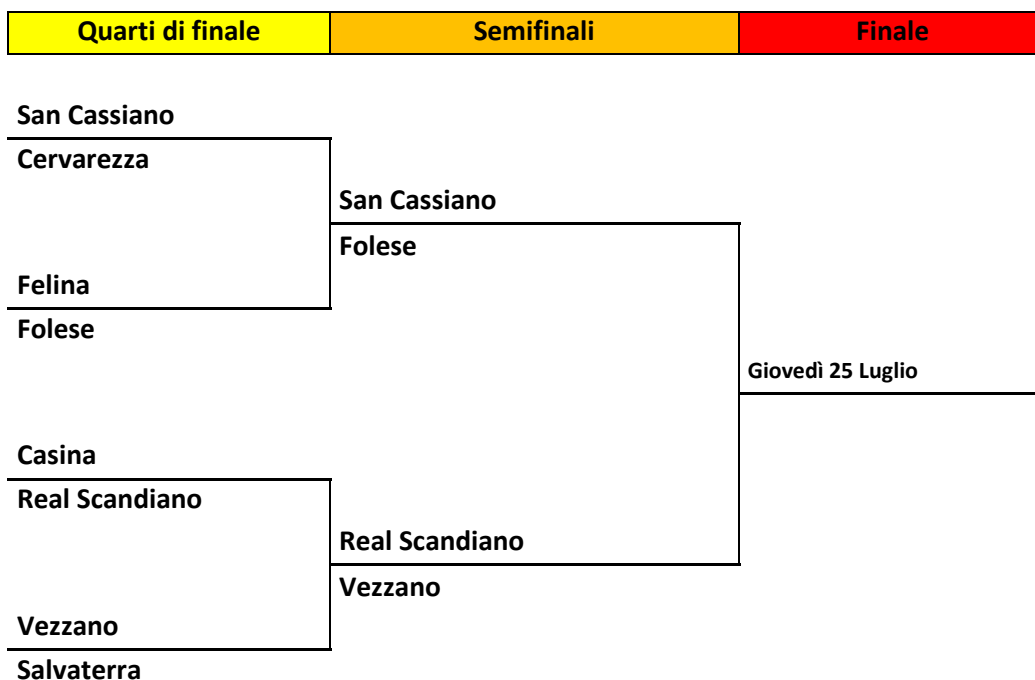 Quarti di finale Semifinali Finale
San Cassiano
Cervarezza
San Cassiano
Folese
Felina
Folese
Giovedì 25 Luglio
Casina
Real Scandiano
Real Scandiano
Vezzano
Vezzano
Salvaterra